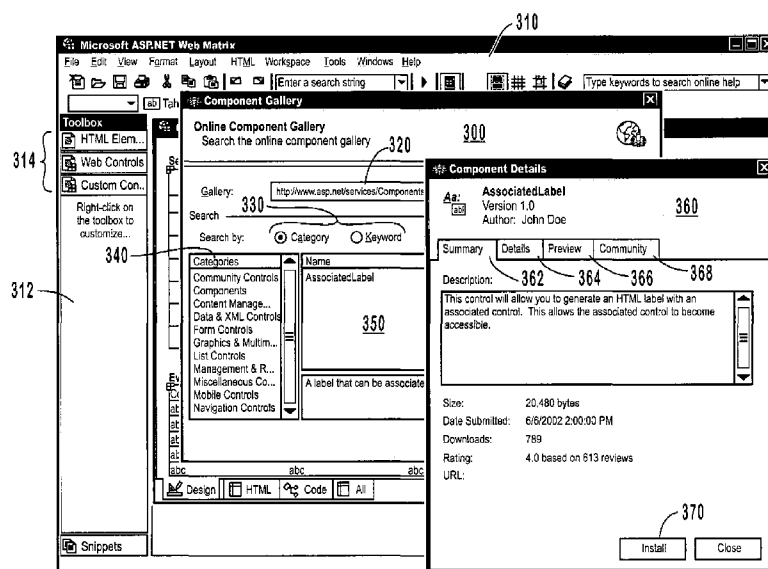 310
Microsoft ASP.NET Web Matrix
File Edit View Format Layout HTML Workspace Tools Windows Help
Enter a search string
Type keywords to search online help
ab Tah
Component Gallery
Toolbox
314
HTML Elem...
Web Controls
Custom Con..
Right-click on
the toolbox to
customize...
312
Online Component Gallery
Search the online component gallery
300
320
Gallery:
http://www.asp.net/services/Components
Search
330
Search by:
Category
Keyword
340
Categories
Community Controls
Components
Content Manage...
Data & XML Controls
Form Controls
Graphics & Multim...
List Controls
Management & R...
Miscellaneous Co...
Mobile Controls
Navigation Controls
Name
AssociatedLabel
350
A label that can be associate
abc abc abc
Design HTML Code All
Snippets
Component Details
Aa:
ab
AssociatedLabel
Version 1.0
Author: John Doe
360
Summary Details Preview Community
362 364 366 368
Description:
This control will allow you to generate an HTML label with an
associated control. This allows the associated control to become
accessible.
Size: 20,480 bytes
Date Submitted: 6/6/2002 2:00:00 PM
Downloads: 789
Rating: 4.0 based on 613 reviews
URL:
370
Install Close